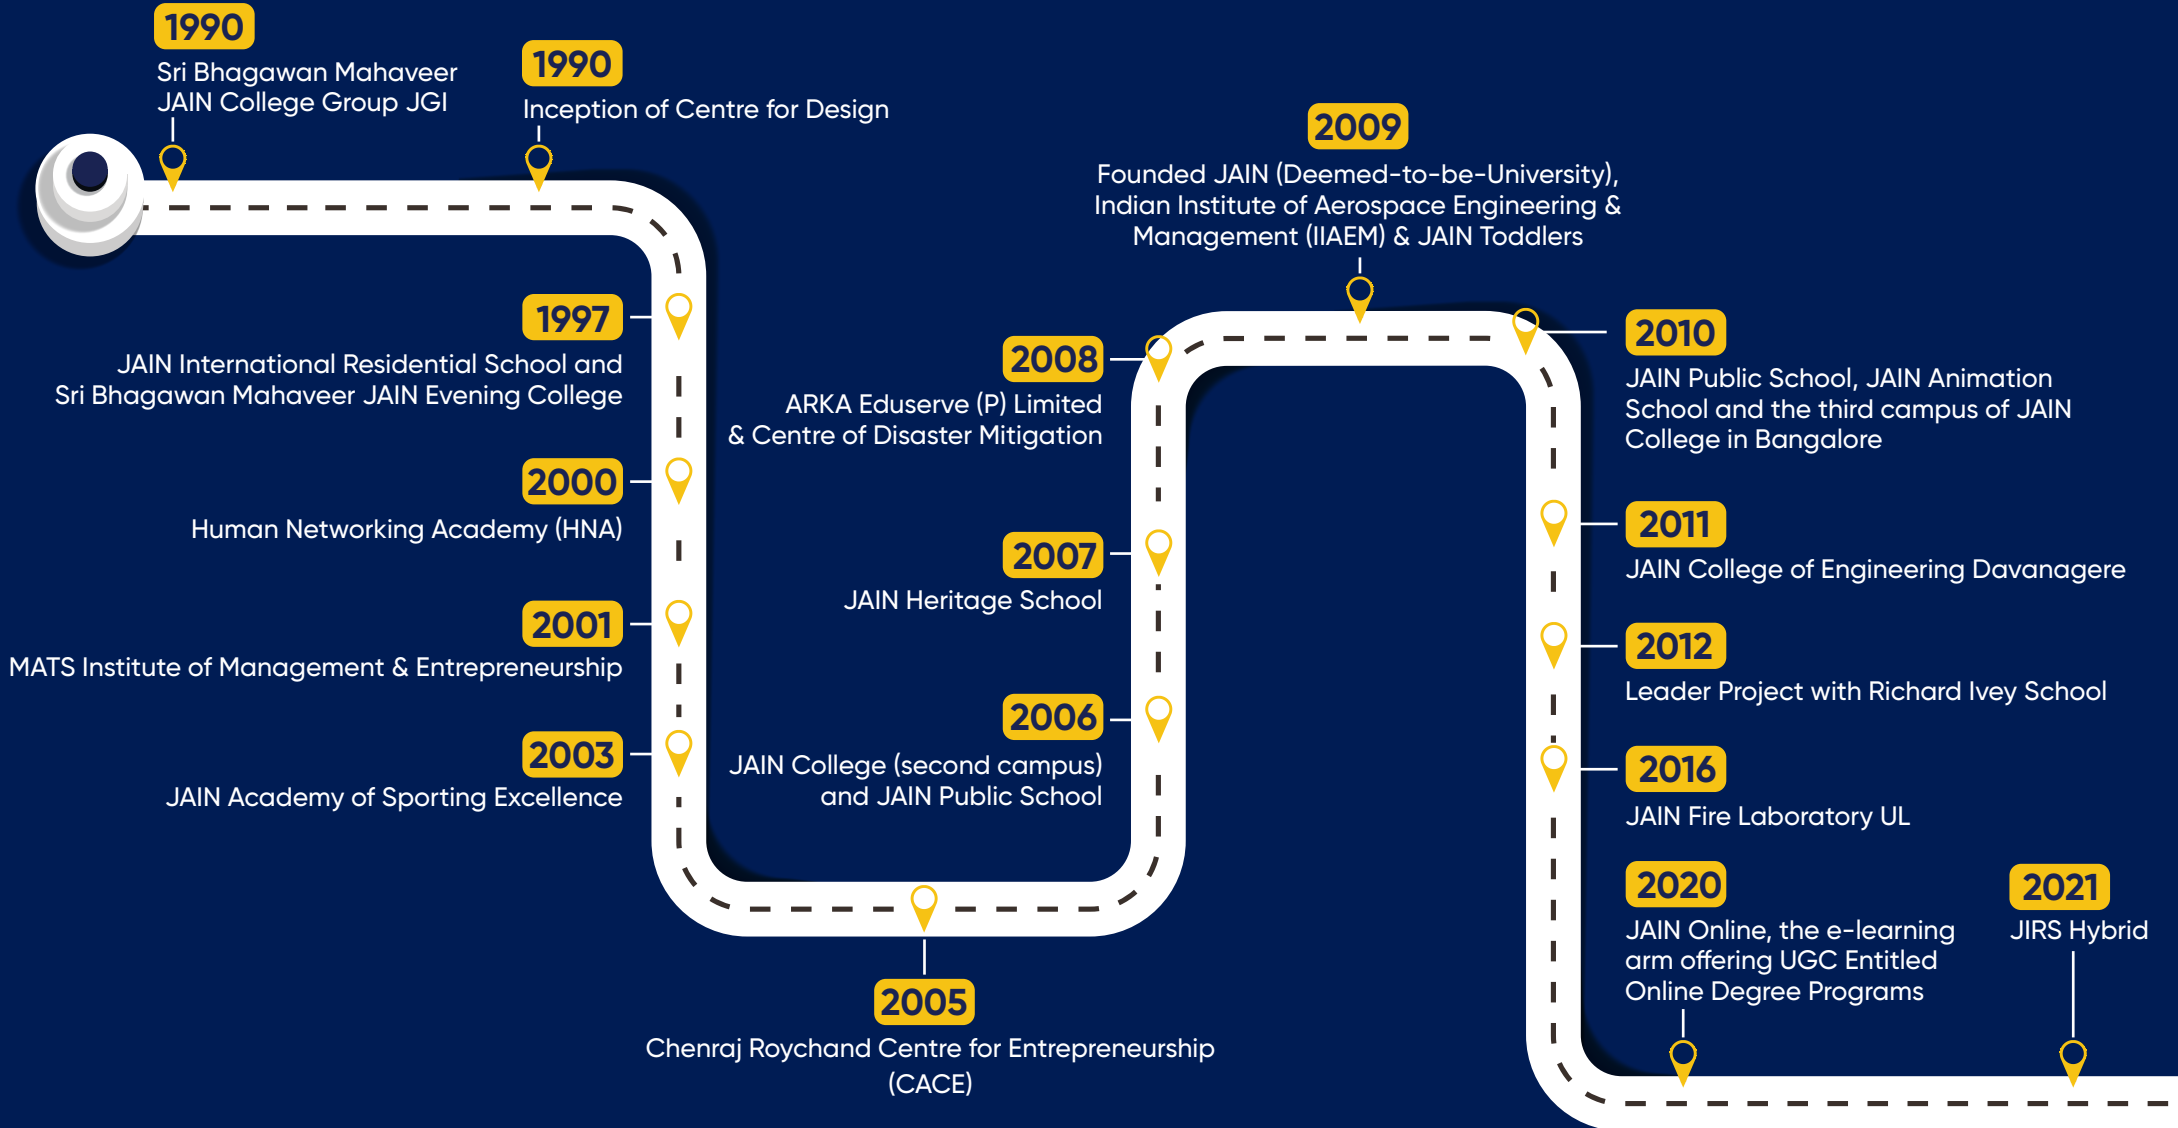 1990
Sri Bhagawan Mahaveer
JAIN College Group JGI
1990
Inception of Centre for Design
1997
JAIN International Residential School and
Sri Bhagawan Mahaveer JAIN Evening College
2000
Human Networking Academy (HNA)
2001
MATS Institute of Management & Entrepreneurship
2003
JAIN Academy of Sporting Excellence
2005
Chenraj Roychand Centre for Entrepreneurship
(CACE)
2006
JAIN College (second campus)
and JAIN Public School
2007
JAIN Heritage School
2008
ARKA Eduserve (P) Limited
& Centre of Disaster Mitigation
2009
Founded JAIN (Deemed-to-be-University),
Indian Institute of Aerospace Engineering &
Management (IIAEM) & JAIN Toddlers
2010
JAIN Public School, JAIN Animation
School and the third campus of JAIN
College in Bangalore
2011
JAIN College of Engineering Davanagere
2012
Leader Project with Richard Ivey School
2016
JAIN Fire Laboratory UL
2020
JAIN Online, the e-learning
arm offering UGC Entitled
Online Degree Programs
2021
JIRS Hybrid